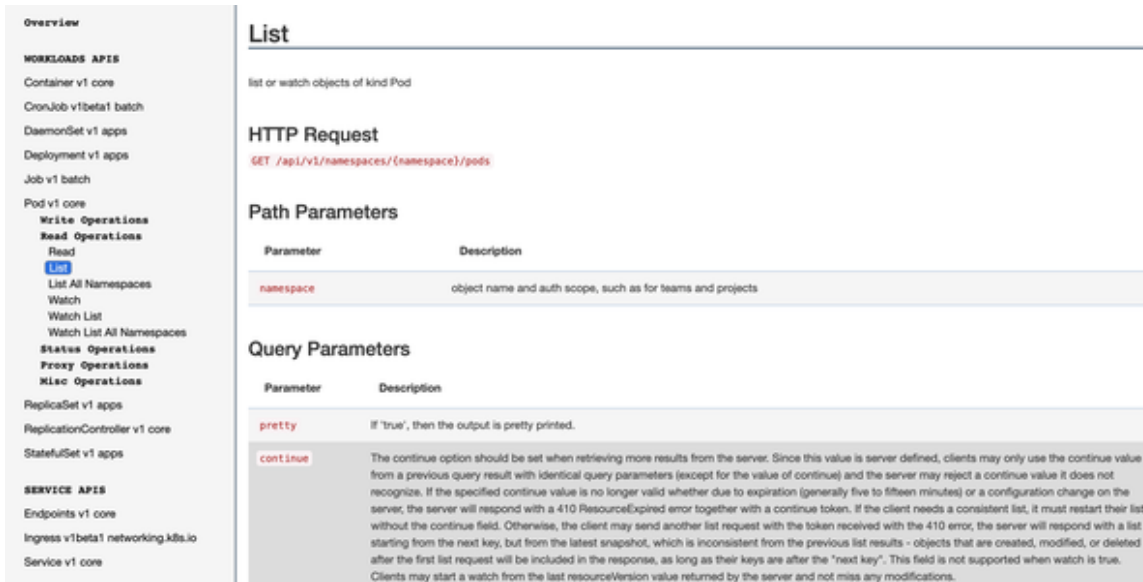 Overview
WORKLOADS APIS
Container v1 core
CronJob v1beta1 batch
DaemonSet v1 apps
Deployment v1 apps
Job v1 batch
Pod v1 core
Write Operations
Read Operations
Read
List
List All Namespaces
Watch
Watch List
Watch List All Namespaces
Status Operations
Proxy Operations
Misc Operations
ReplicaSet v1 apps
ReplicationController v1 core
StatefulSet v1 apps
SERVICE APIS
Endpoints v1 core
Ingress v1beta1 networking.k8s.io
Service v1 core
List
list or watch objects of kind Pod
HTTP Request
GET /api/v1/namespaces/{namespace}/pods
Path Parameters
Parameter Description
namespace object name and auth scope, such as for teams and projects
Query Parameters
Parameter Description
pretty If 'true', then the output is pretty printed.
continue The continue option should be set when retrieving more results from the server. Since this value is server defined, clients may only use the continue value
from a previous query result with identical query parameters (except for the value of continue) and the server may reject a continue value it does not
recognize. If the specified continue value is no longer valid whether due to expiration (generally five to fifteen minutes) or a configuration change on the
server, the server will respond with a 410 ResourceExpired error together with a continue token. If the client needs a consistent list, it must restart their list
without the continue field. Otherwise, the client may send another list request with the token received with the 410 error, the server will respond with a list
starting from the next key, but from the latest snapshot, which is inconsistent from the previous list results - objects that are created, modified, or deleted
after the first list request will be included in the response, as long as their keys are after the "next key". This field is not supported when watch is true.
Clients may start a watch from the last resourceVersion value returned by the server and not miss any modifications.